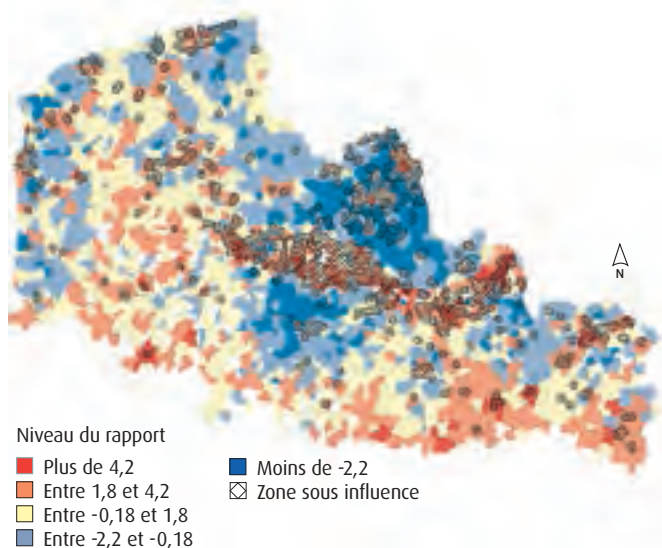 N
Niveau du rapport
Plus de 4,2
Entre 1,8 et 4,2
Entre -0,18 et 1,8
Entre -2,2 et -0,18
Moins de -2,2
Zone sous influence